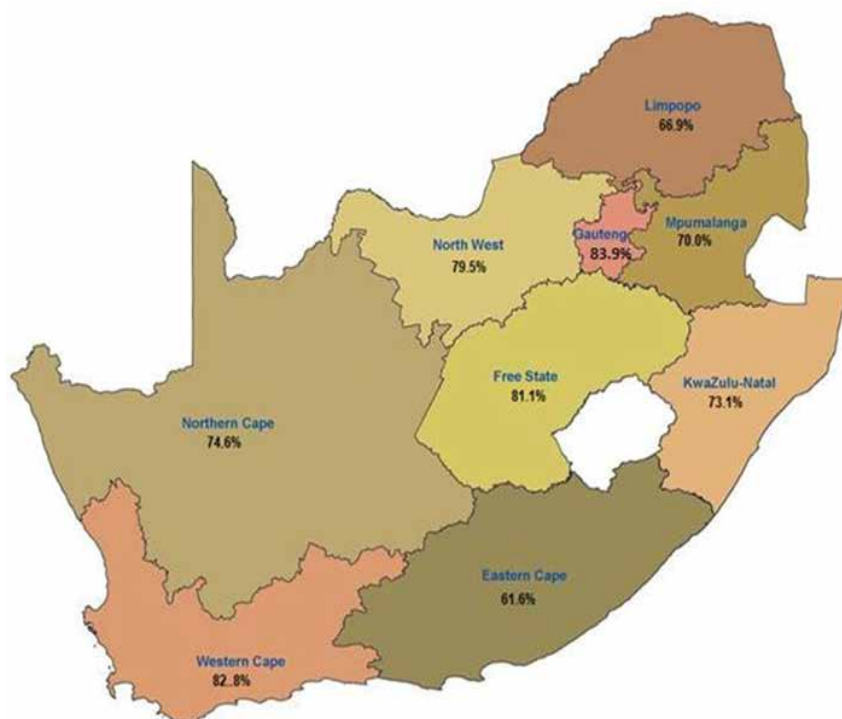 Limpopo
66.9%
Mpumalanga
70.0%
Gauteng
83.9%
North West
79.5%
Free State
81.1%
KwaZulu-Natal
73.1%
Northern Cape
74.6%
Eastern Cape
61.6%
Western Cape
82..8%